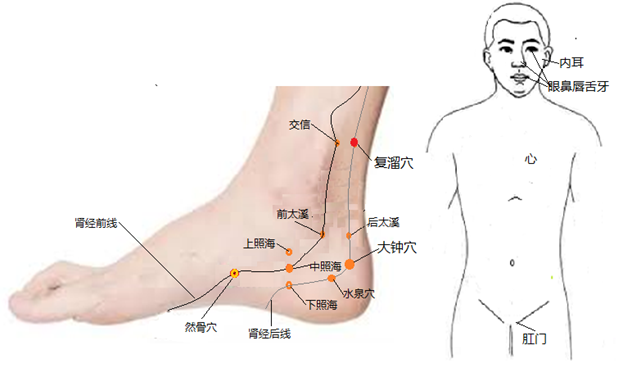 交信
复溜穴
前太溪
后太溪
肾经前线
上照海
大钟穴
中照海
水泉穴
下照海
然骨穴
肾经后线
内耳
眼鼻唇舌牙
心
肛门